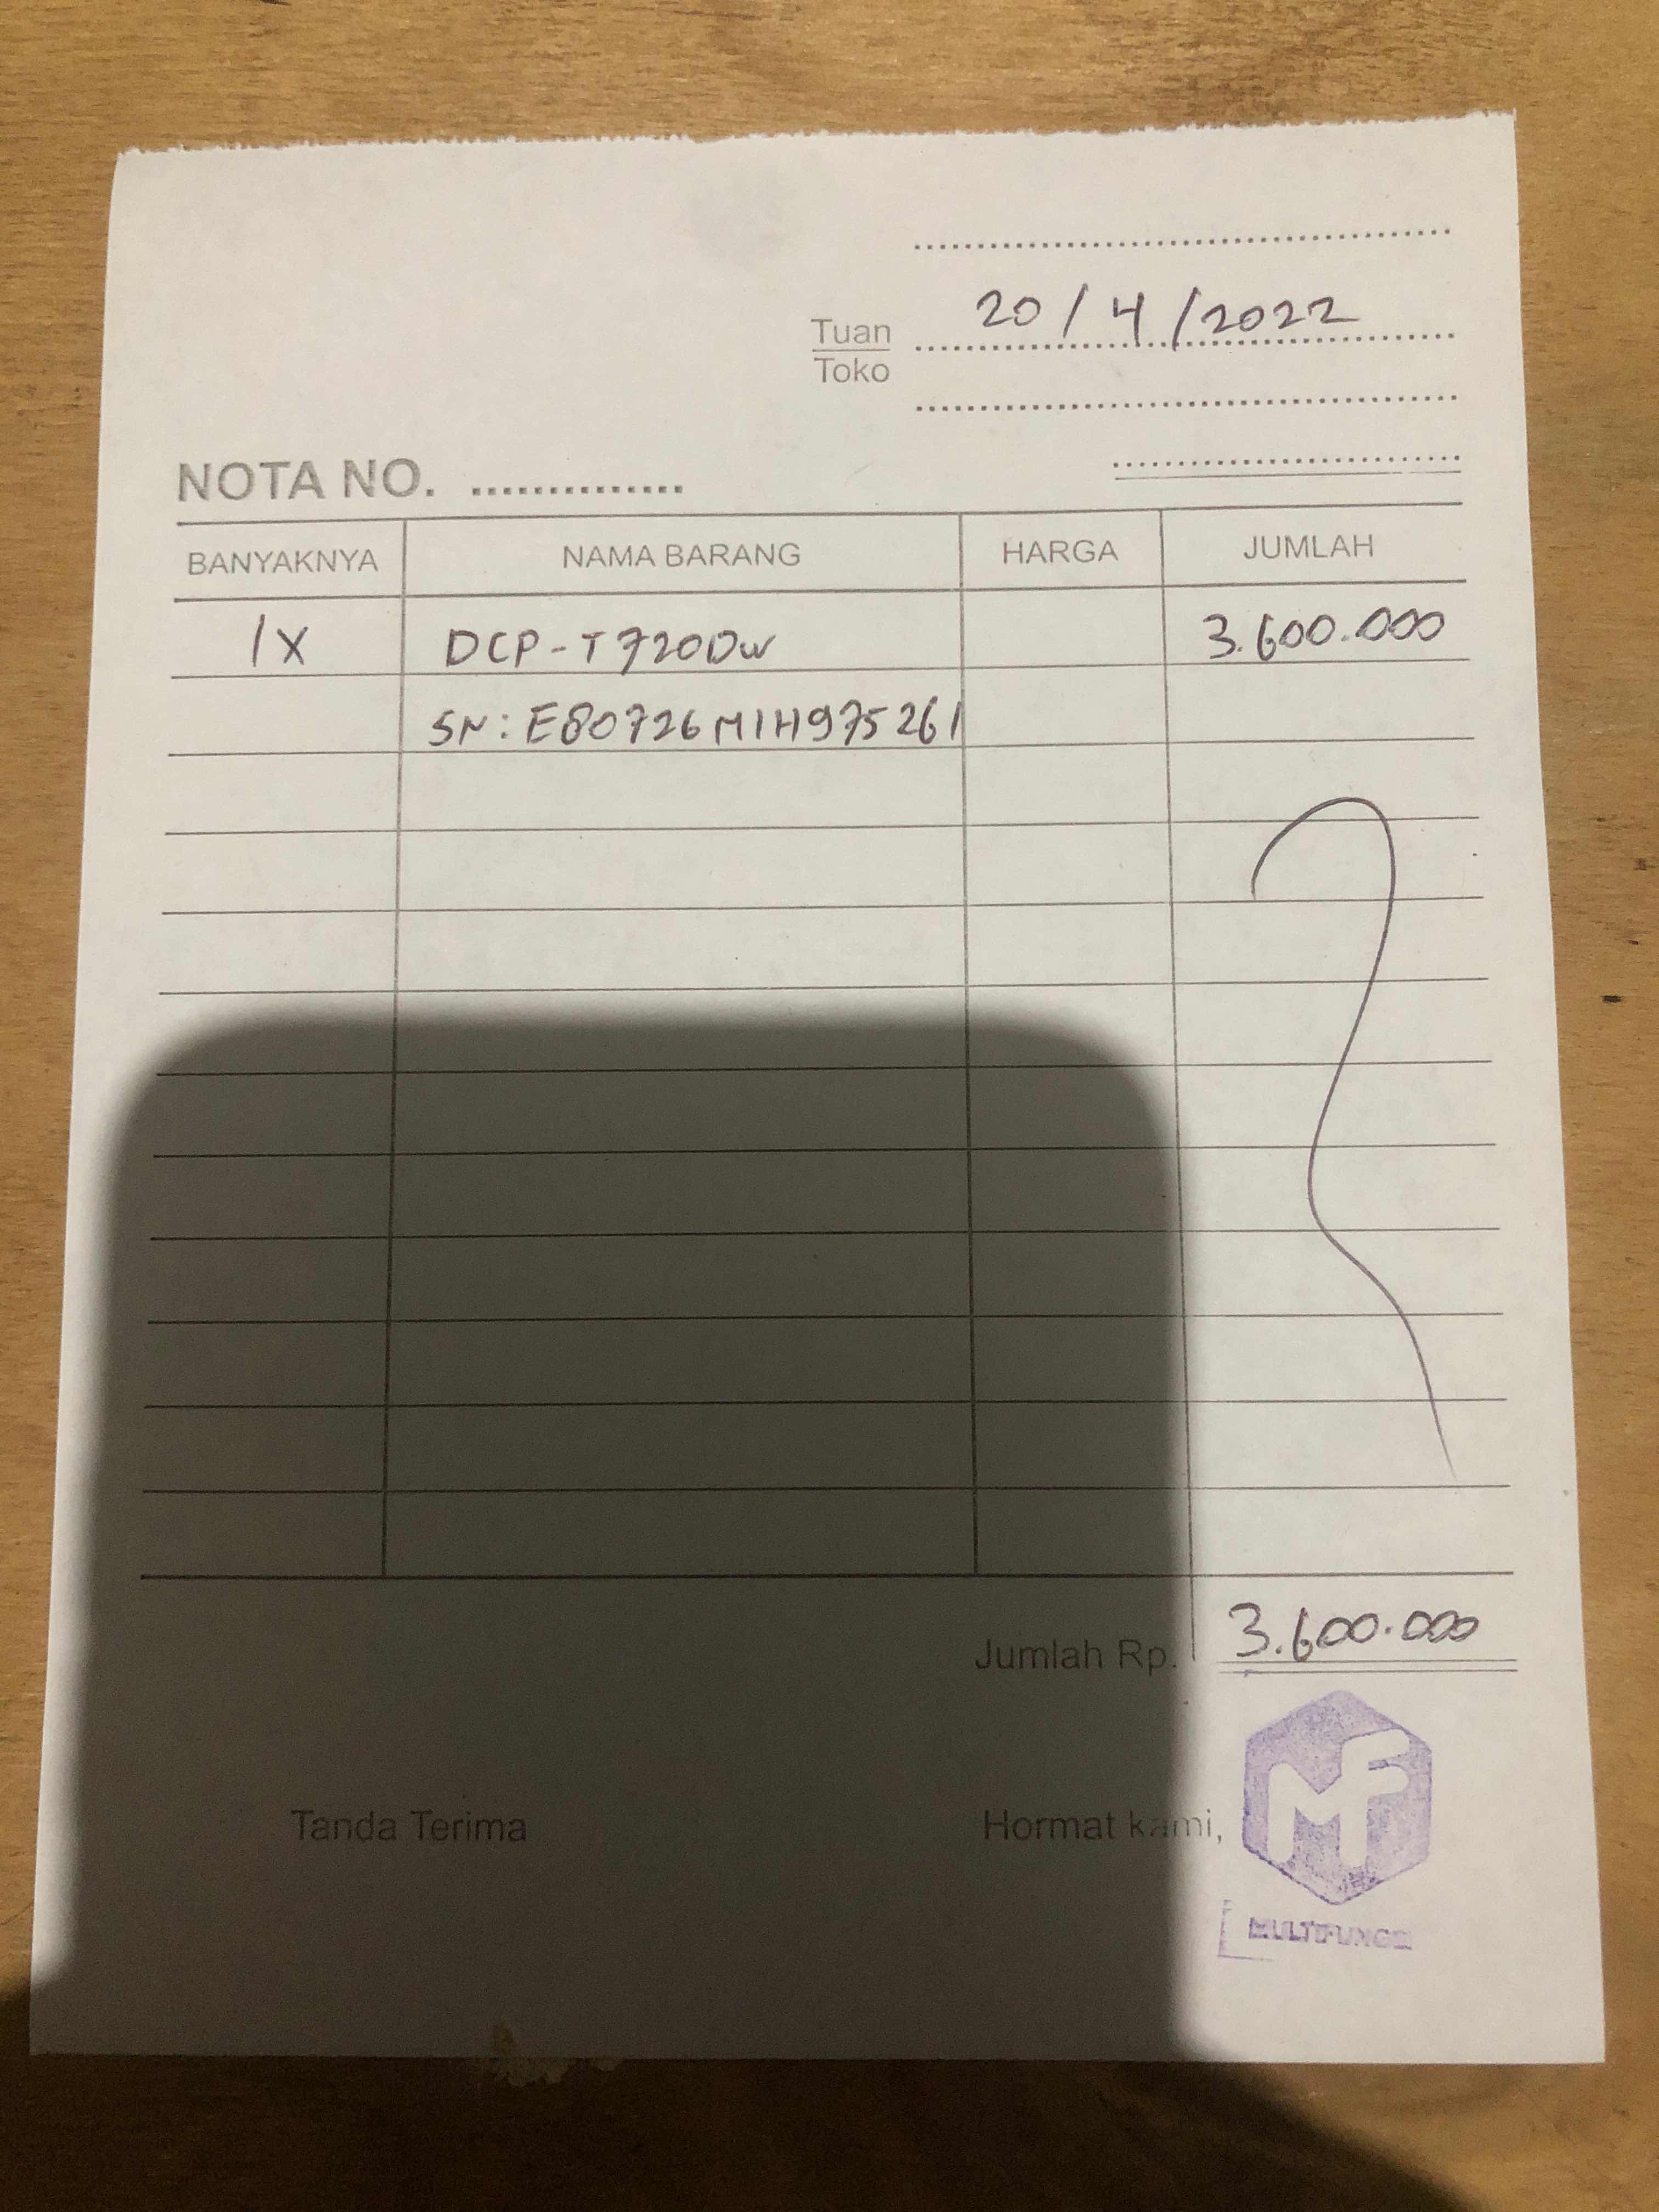 20/4/2022
Tuan
Toko
NOTA NO. ..............
BANYAKNYA NAMA BARANG HARGA JUMLAH
1X DCP-T720DW 3.600.000
SN: E80726M1H975261
Jumlah Rp. 3.600.000
Tanda Terima Hormat kami,
MF